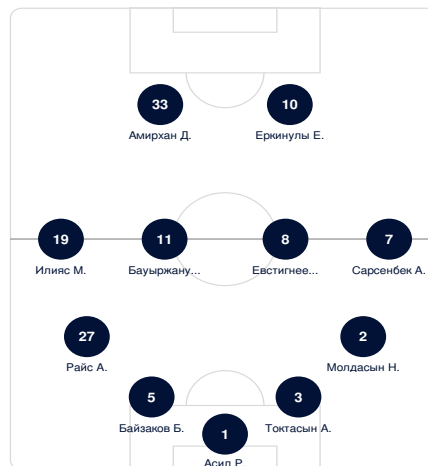 33
10
Амирхан Д.
Еркинулы Е.
19
11
8
7
Илияс М.
Бауыржану...
Евстигнее...
Сарсенбек А.
27
2
Райс А.
Молдасын Н.
5
3
Байзаков Б.
Токтасын А.
1
Асил Р